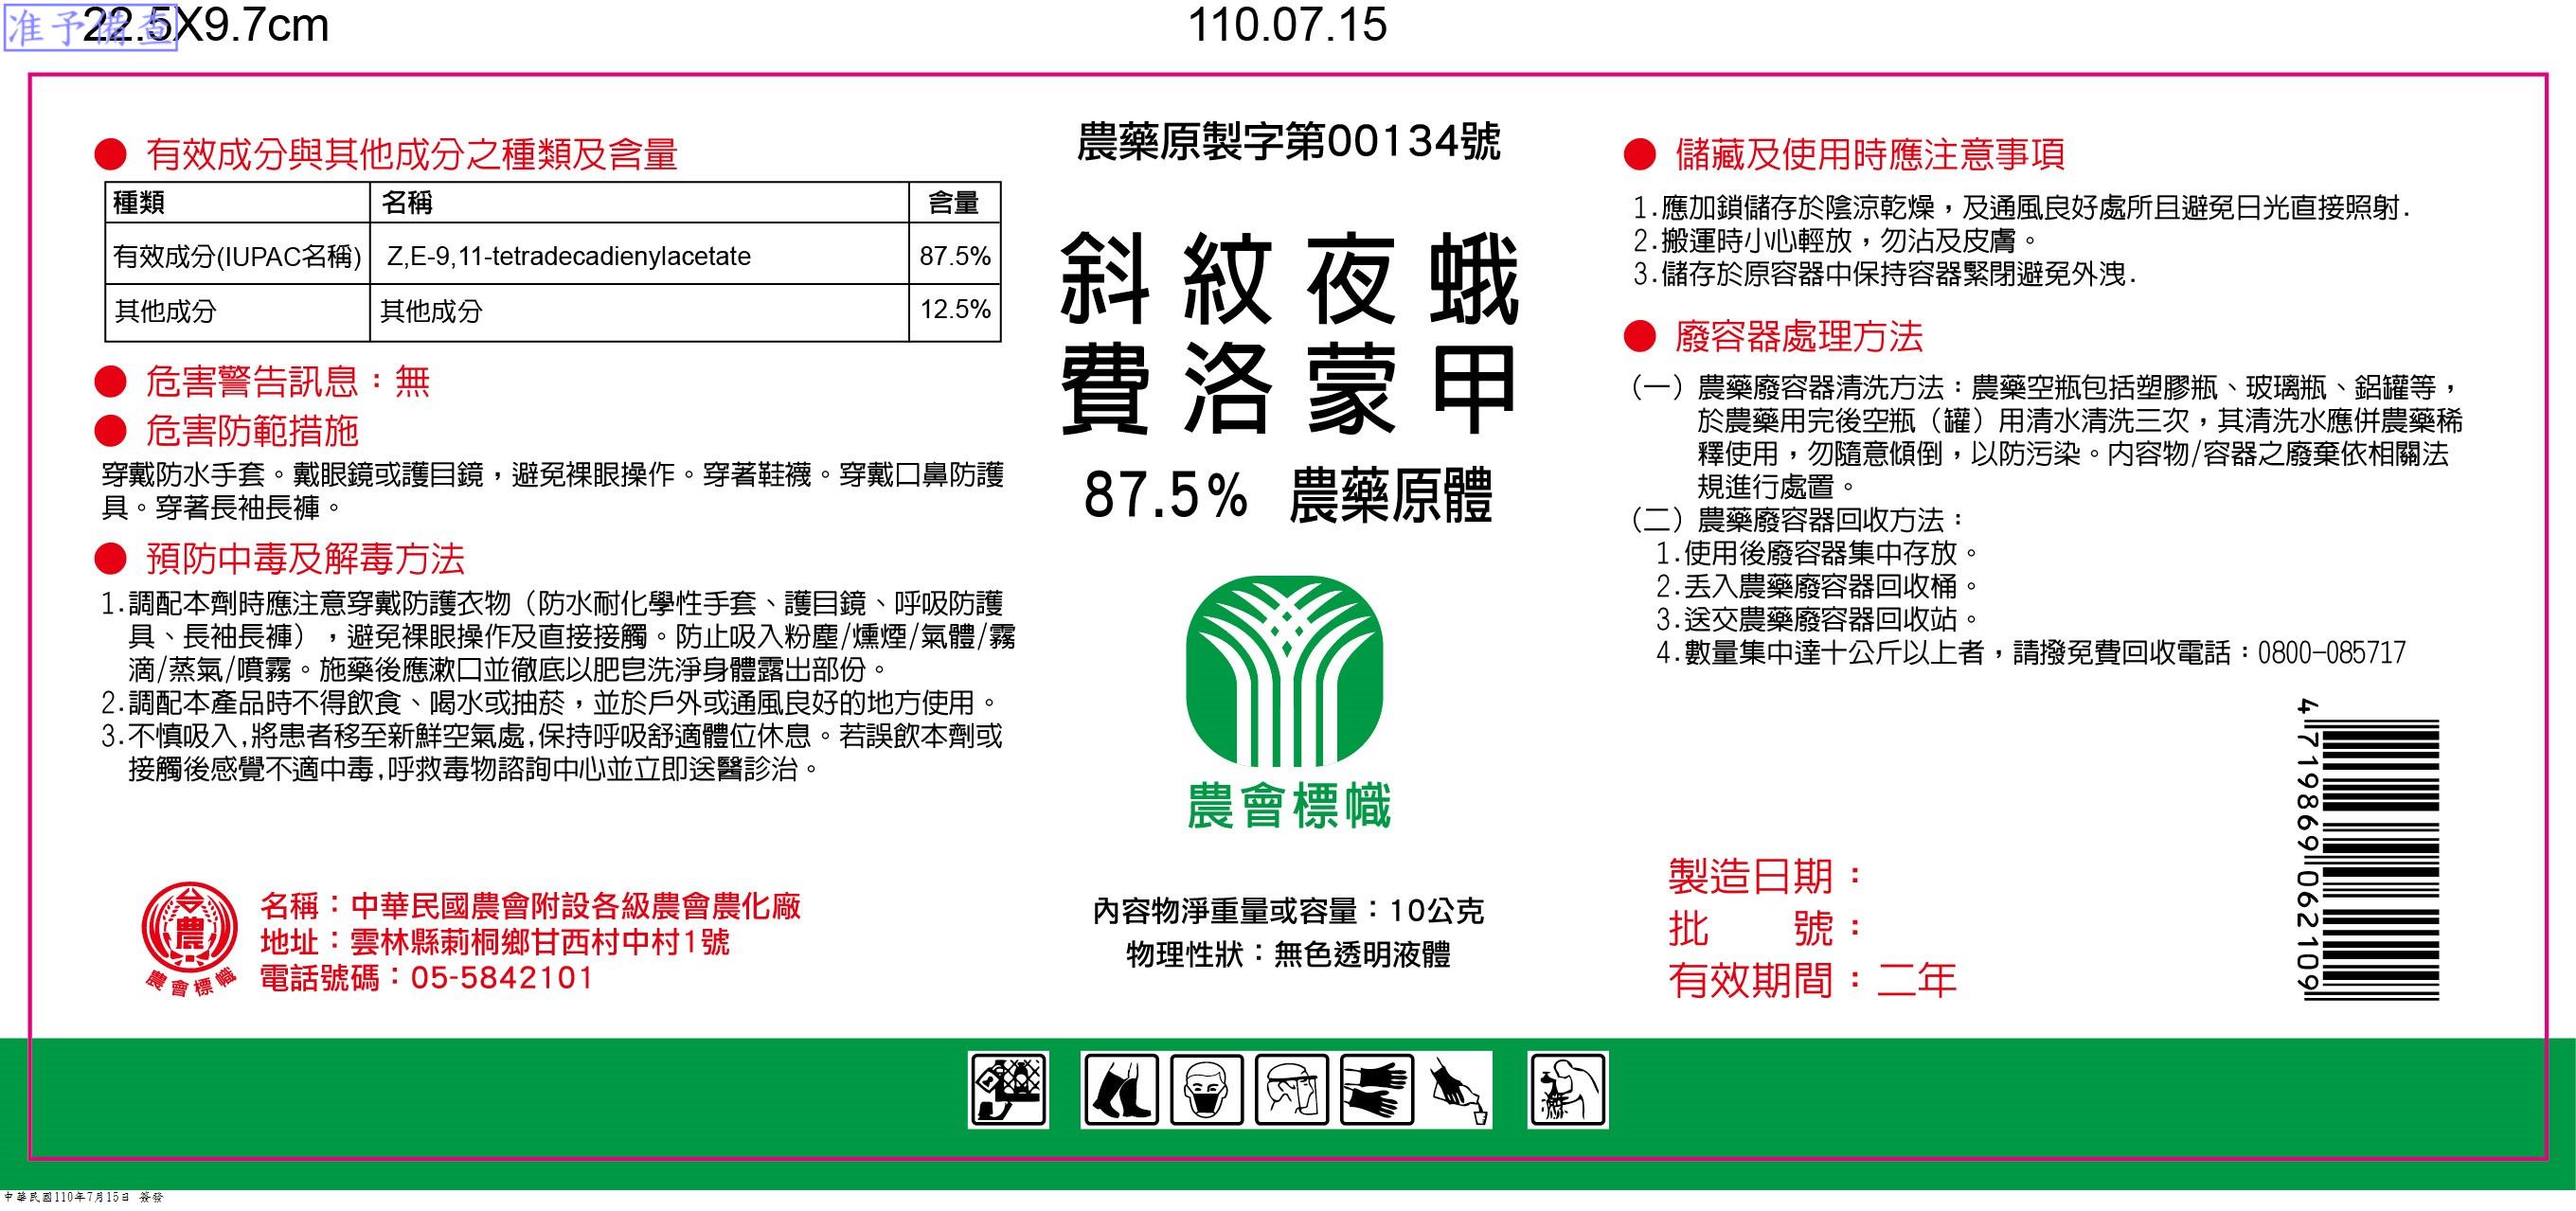 准予備查
22.5X9.7cm
110.07.15
● 有效成分與其他成分之種類及含量
種類 名稱 含量
有效成分(IUPAC名稱) Z,E-9,11-tetradecadienylacetate 87.5%
其他成分 其他成分 12.5%
● 危害警告訊息：無
● 危害防範措施
穿戴防水手套。戴眼鏡或護目鏡，避免裸眼操作。穿著鞋襪。穿戴口鼻防護
具。穿著長袖長褲。
● 預防中毒及解毒方法
1.調配本劑時應注意穿戴防護衣物（防水耐化學性手套、護目鏡、呼吸防護
具、長袖長褲），避免裸眼操作及直接接觸。防止吸入粉塵/燻煙/氣體/霧
滴/蒸氣/噴霧。施藥後應漱口並徹底以肥皂洗淨身體露出部份。
2.調配本產品時不得飲食、喝水或抽菸，並於戶外或通風良好的地方使用。
3.不慎吸入,將患者移至新鮮空氣處,保持呼吸舒適體位休息。若誤飲本劑或
接觸後感覺不適中毒,呼救毒物諮詢中心並立即送醫診治。
農會標幟
名稱：中華民國農會附設各級農會農化廠
地址：雲林縣莿桐鄉甘西村中村1號
電話號碼：05-5842101
農藥原製字第00134號
斜紋夜蛾
費洛蒙甲
87.5% 農藥原體
農會標幟
內容物淨重量或容量：10公克
物理性狀：無色透明液體
● 儲藏及使用時應注意事項
1.應加鎖儲存於陰涼乾燥，及通風良好處所且避免日光直接照射.
2.搬運時小心輕放，勿沾及皮膚。
3.儲存於原容器中保持容器緊閉避免外洩.
● 廢容器處理方法
（一）農藥廢容器清洗方法：農藥空瓶包括塑膠瓶、玻璃瓶、鋁罐等，
於農藥用完後空瓶（罐）用清水清洗三次，其清洗水應併農藥稀
釋使用，勿隨意傾倒，以防污染。內容物/容器之廢棄依相關法
規進行處置。
（二）農藥廢容器回收方法：
1.使用後廢容器集中存放。
2.丟入農藥廢容器回收桶。
3.送交農藥廢容器回收站。
4.數量集中達十公斤以上者，請撥免費回收電話：0800-085717
製造日期：
批　　號：
有效期間：二年
4 719869 062109
中華民國110年7月15日 簽發